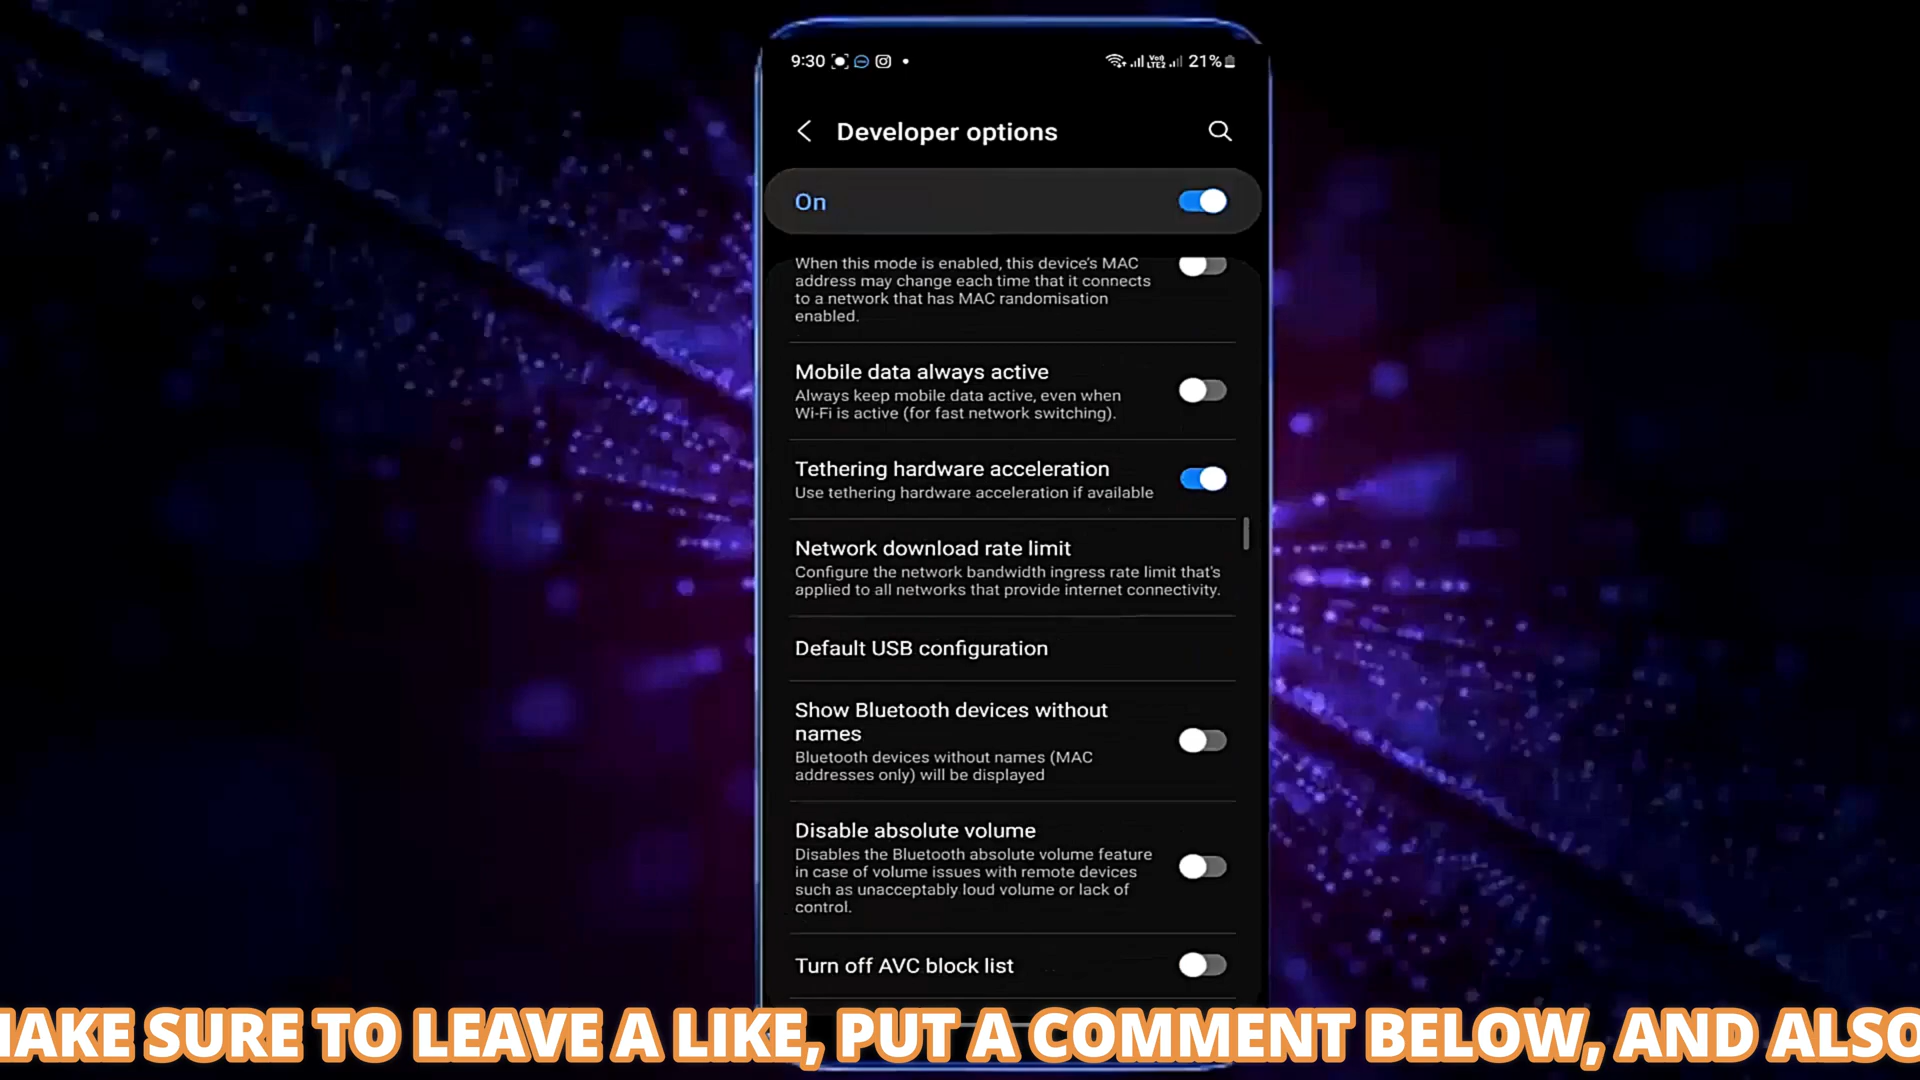 9:30 Vo8 LTE2 21%
Developer options
On
When this mode is enabled, this device's MAC
address may change each time that it connects
to a network that has MAC randomisation
enabled.
Mobile data always active
Always keep mobile data active, even when
Wi-Fi is active (for fast network switching).
Tethering hardware acceleration
Use tethering hardware acceleration if available
Network download rate limit
Configure the network bandwidth ingress rate limit that's
applied to all networks that provide internet connectivity.
Default USB configuration
Show Bluetooth devices without
names
Bluetooth devices without names (MAC
addresses only) will be displayed
Disable absolute volume
Disables the Bluetooth absolute volume feature
in case of volume issues with remote devices
such as unacceptably loud volume or lack of
control.
Turn off AVC block list
MAKE SURE TO LEAVE A LIKE, PUT A COMMENT BELOW, AND ALSO